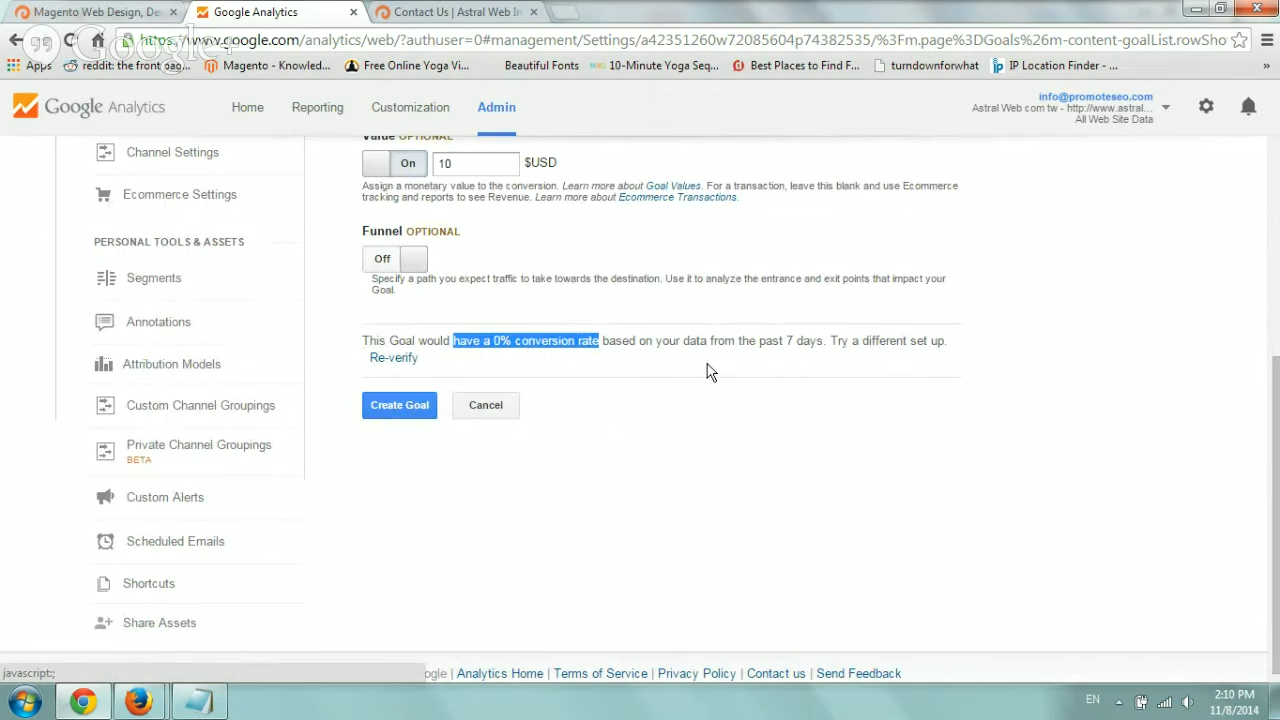 Magento Web Design, De
Google Analytics
Contact Us | Astral Web In
Google+
https://www.google.com/analytics/web/?authuser=0#management/Settings/a42351260w72085604p74382535/%3Fm.page%3DGoals%26m-content-goalList.rowSho
Apps
reddit: the front pag...
Magento - Knowled...
Free Online Yoga Vi...
Beautiful Fonts
10-Minute Yoga Seq...
Best Places to Find F...
turndownforwhat
IP Location Finder - ...
»
Google Analytics
Home
Reporting
Customization
Admin
info@promoteseo.com
Astral Web com tw - http://www.astral...
All Web Site Data
Channel Settings
Ecommerce Settings
PERSONAL TOOLS & ASSETS
Segments
Annotations
Attribution Models
Custom Channel Groupings
Private Channel Groupings
BETA
Custom Alerts
Scheduled Emails
Shortcuts
Share Assets
Value OPTIONAL
On
10
$USD
Assign a monetary value to the conversion. Learn more about Goal Values. For a transaction, leave this blank and use Ecommerce
tracking and reports to see Revenue. Learn more about Ecommerce Transactions.
Funnel OPTIONAL
Off
Specify a path you expect traffic to take towards the destination. Use it to analyze the entrance and exit points that impact your
Goal.
This Goal would have a 0% conversion rate based on your data from the past 7 days. Try a different set up.
Re-verify
Create Goal
Cancel
javascript:;
ogle | Analytics Home | Terms of Service | Privacy Policy | Contact us | Send Feedback
EN
2:10 PM
11/8/2014